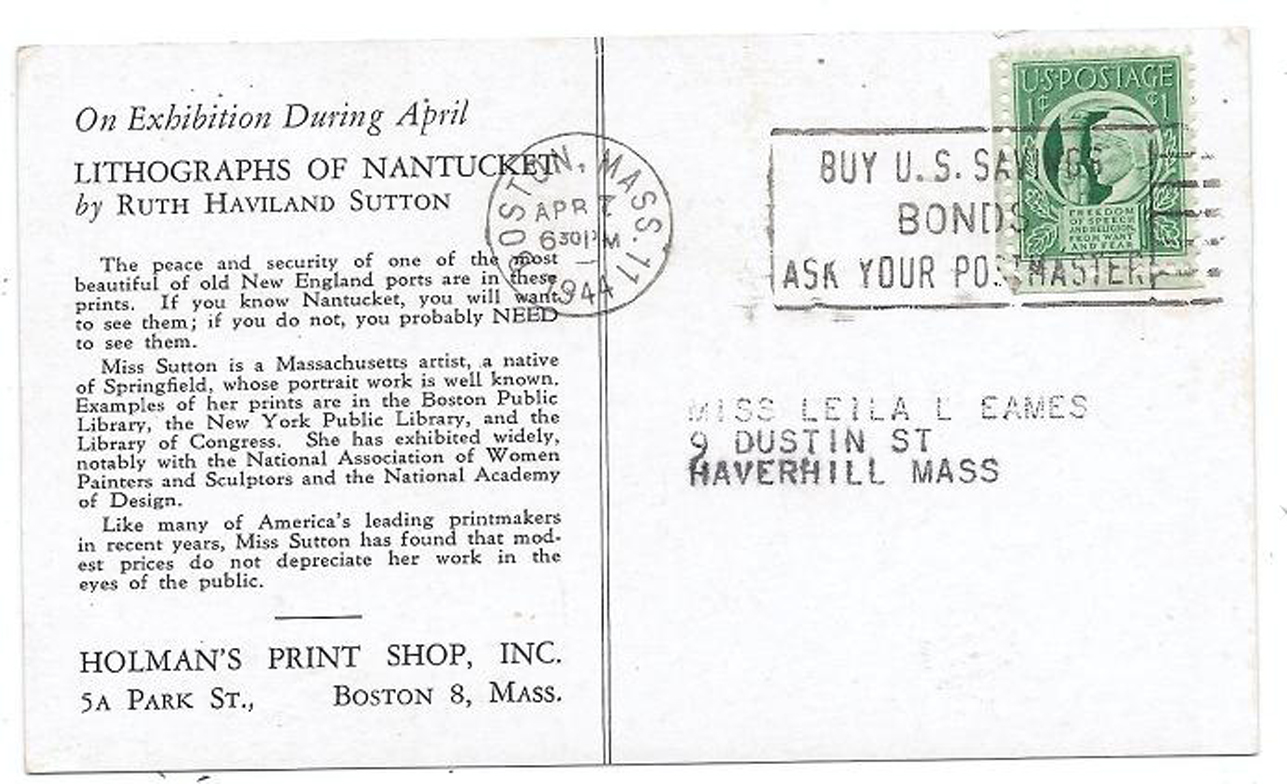 On Exhibition During April
LITHOGRAPHS OF NANTUCKET
by RUTH HAVILAND SUTTON
The peace and security of one of the most
beautiful of old New England ports are in these
prints. If you know Nantucket, you will want
to see them; if you do not, you probably NEED
to see them.
Miss Sutton is a Massachusetts artist, a native
of Springfield, whose portrait work is well known.
Examples of her prints are in the Boston Public
Library, the New York Public Library, and the
Library of Congress. She has exhibited widely,
notably with the National Association of Women
Painters and Sculptors and the National Academy
of Design.
Like many of America's leading printmakers
in recent years, Miss Sutton has found that mod-
est prices do not depreciate her work in the
eyes of the public.
HOLMAN'S PRINT SHOP, INC.
5A PARK ST., BOSTON 8, MASS.
BOSTON, MASS. 11
APR
630 PM
1944
BUY U.S. SAVINGS
BONDS
ASK YOUR POSTMASTER
U.S. POSTAGE
1¢ ¢1
FREEDOM
OF SPEECH
AND RELIGION,
FROM WANT
AND FEAR
MISS LEILA L EAMES
9 DUSTIN ST
HAVERHILL MASS